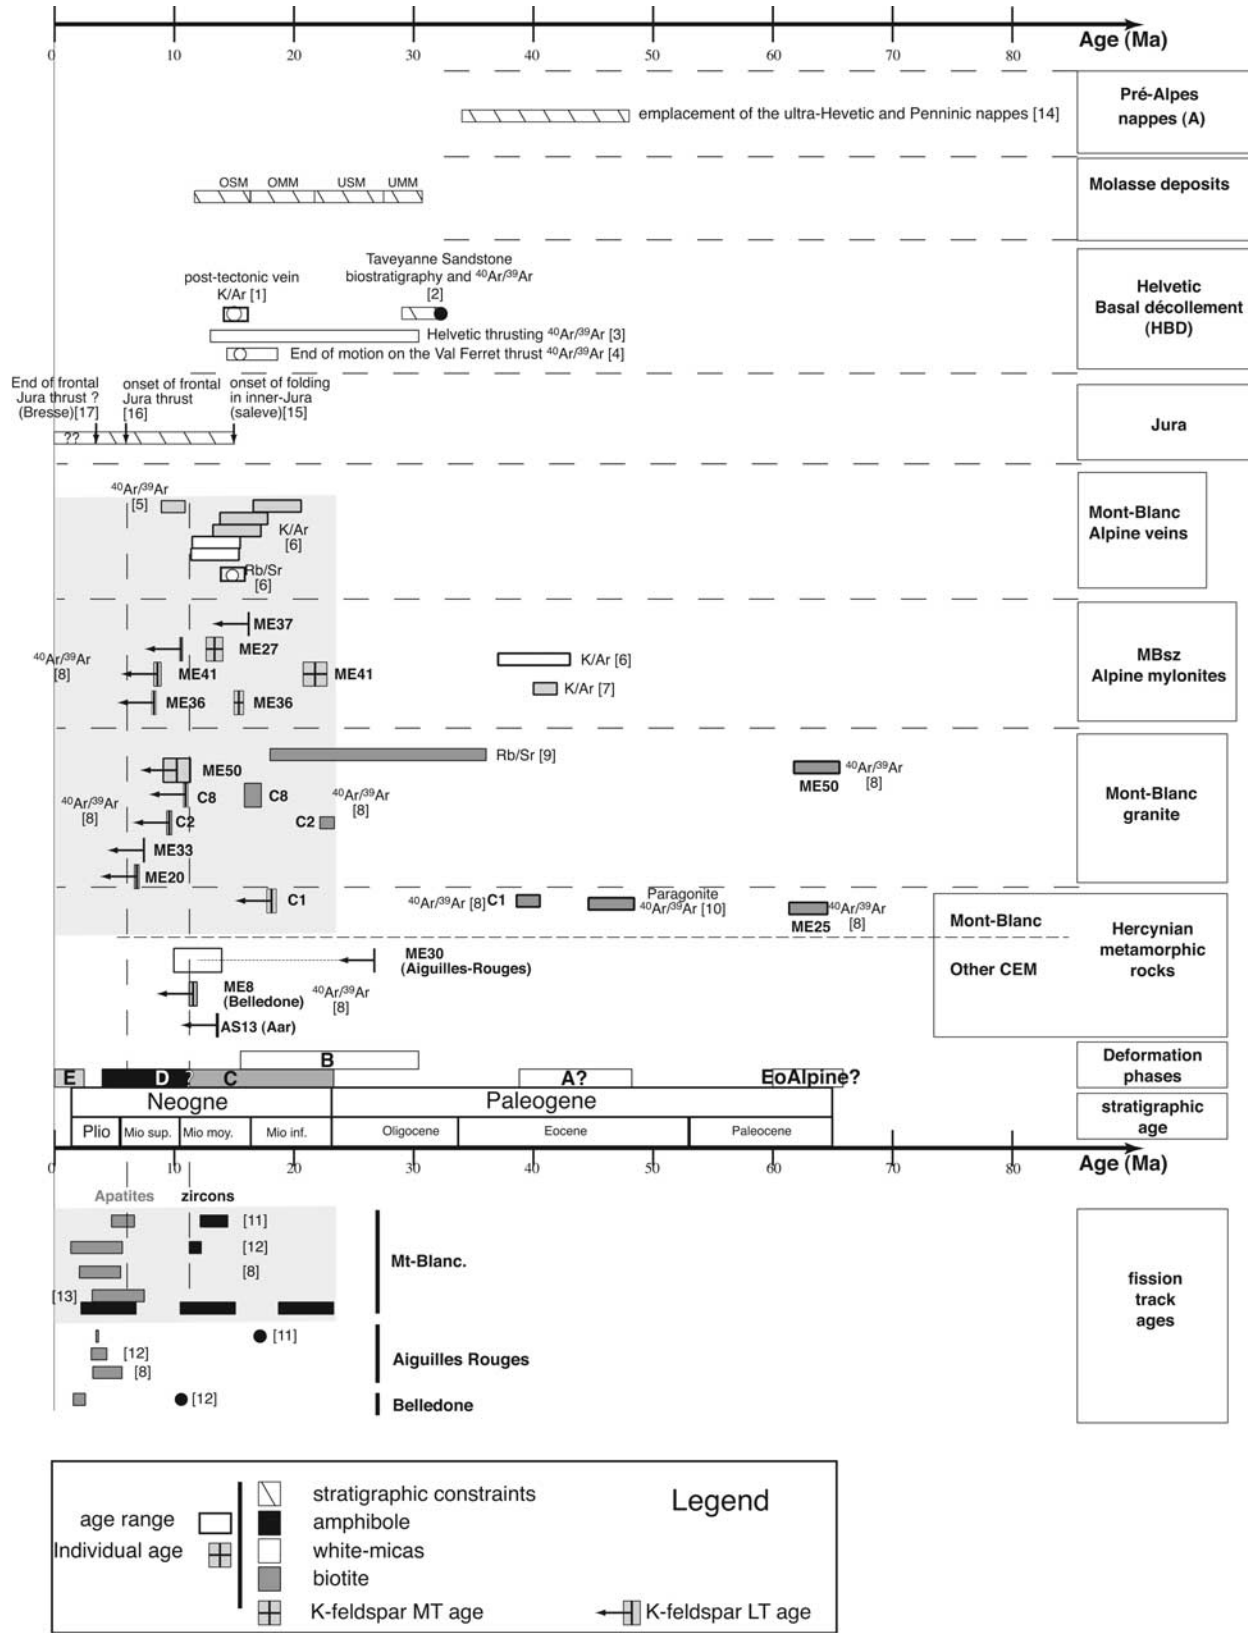 0 10 20 30 40 50 60 70 80 Age (Ma)
emplacement of the ultra-Hevetic and Penninic nappes [14]
Pré-Alpes
nappes (A)
OSM OMM USM UMM
Molasse deposits
post-tectonic vein
K/Ar [1]
Taveyanne Sandstone
biostratigraphy and 40Ar/39Ar
[2]
Helvetic thrusting 40Ar/39Ar [3]
End of motion on the Val Ferret thrust 40Ar/39Ar [4]
Helvetic
Basal décollement
(HBD)
End of frontal
Jura thrust ?
(Bresse)[17]
onset of frontal
Jura thrust
[16]
onset of folding
in inner-Jura
(saleve)[15]
??
Jura
40Ar/39Ar
[5]
K/Ar
[6]
Rb/Sr
[6]
Mont-Blanc
Alpine veins
ME37
ME27
40Ar/39Ar
[8]
ME41
ME41
ME36
ME36
K/Ar [6]
K/Ar [7]
MBsz
Alpine mylonites
Rb/Sr [9]
ME50
40Ar/39Ar
[8]
C8
C8
40Ar/39Ar
[8]
C2
C2
ME33
ME20
ME50
40Ar/39Ar
[8]
Mont-Blanc
granite
C1
40Ar/39Ar [8] C1
Paragonite
40Ar/39Ar [10]
ME25
40Ar/39Ar
[8]
Mont-Blanc
Other CEM
Hercynian
metamorphic
rocks
ME30
(Aiguilles-Rouges)
ME8
(Belledone)
40Ar/39Ar
[8]
AS13 (Aar)
B
E D ? C A? EoAlpine?
Deformation
phases
Neogne Paleogene
Plio Mio sup. Mio moy. Mio inf. Oligocene Eocene Paleocene
stratigraphic
age
0 10 20 30 40 50 60 70 80 Age (Ma)
Apatites zircons
[11]
[12]
[8]
[13]
Mt-Blanc.
[11]
[12]
[8]
Aiguilles Rouges
[12]
Belledone
fission
track
ages
Legend
age range
Individual age
stratigraphic constraints
amphibole
white-micas
biotite
K-feldspar MT age
K-feldspar LT age